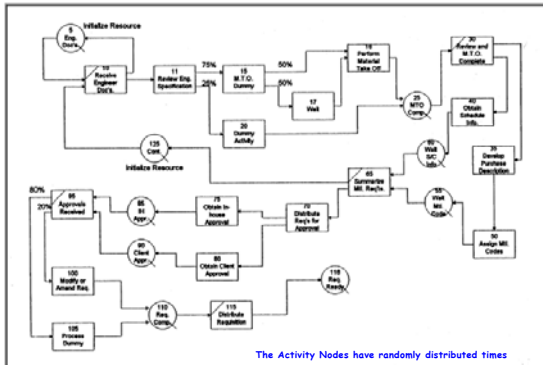 Initialize Resource
5
Eng.
Doc's.
10
Receive
Engineer
Doc's.
11
Review Eng.
Specification
75%
25%
15
M.T.O.
Dummy
50%
50%
16
Perform
Material
Take Off
17
Wait
20
Dummy
Activity
25
MTO
Comp.
30
Review and
M.T.O.
Complete
40
Obtain
Schedule
Info.
35
Develop
Purchase
Description
50
Assign Mtl.
Codes
55
Wait
Mtl.
Code
60
Wait
S/C
Info.
65
Summarize
Mtl. Req'ts.
125
Cont.
Initialize Resource
70
Distribute
Req's for
Approval
75
Obtain In-
house
Approval
80
Obtain Client
Approval
85
IH
Appr.
90
Client
Appr.
95
Approvals
Received
80%
20%
100
Modify or
Amend Req.
105
Process
Dummy
110
Req.
Comp.
115
Distribute
Requisition
Req.
Ready
The Activity Nodes have randomly distributed times